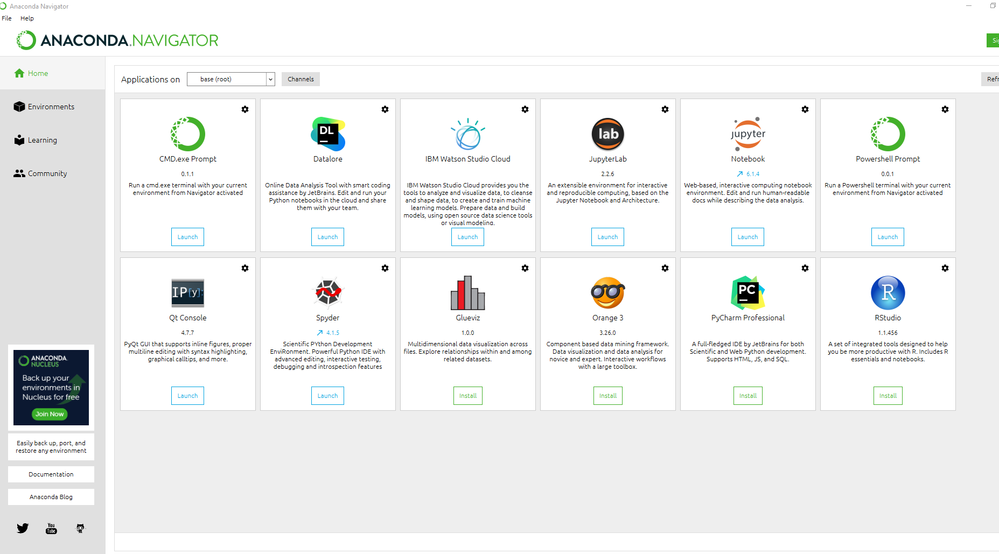 Anaconda Navigator
File Help
ANACONDA.NAVIGATOR
Sig
Home
Environments
Learning
Community
Applications on base (root) Channels
Refr
CMD.exe Prompt
0.1.1
Run a cmd.exe terminal with your current
environment from Navigator activated
Launch
DL
Datalore
Online Data Analysis Tool with smart coding
assistance by JetBrains. Edit and run your
Python notebooks in the cloud and share
them with your team.
Launch
IBM Watson Studio Cloud
IBM Watson Studio Cloud provides you the
tools to analyze and visualize data, to cleanse
and shape data, to create and train machine
learning models. Prepare data and build
models, using open source data science tools
or visual modeling.
Launch
lab
JupyterLab
2.2.6
An extensible environment for interactive
and reproducible computing, based on the
Jupyter Notebook and Architecture.
Launch
jupyter
Notebook
6.1.4
Web-based, interactive computing notebook
environment. Edit and run human-readable
docs while describing the data analysis.
Launch
Powershell Prompt
0.0.1
Run a Powershell terminal with your current
environment from Navigator activated
Launch
IP[y]:
Qt Console
4.7.7
PyQt GUI that supports inline figures, proper
multiline editing with syntax highlighting,
graphical calltips, and more.
Launch
Spyder
4.1.5
Scientific PYthon Development
EnviRonment. Powerful Python IDE with
advanced editing, interactive testing,
debugging and introspection features
Launch
Glueviz
1.0.0
Multidimensional data visualization across
files. Explore relationships within and among
related datasets.
Install
Orange 3
3.26.0
Component based data mining framework.
Data visualization and data analysis for
novice and expert. Interactive workflows
with a large toolbox.
Install
PC
PyCharm Professional
A full-fledged IDE by JetBrains for both
Scientific and Web Python development.
Supports HTML, JS, and SQL.
Install
R
RStudio
1.1.456
A set of integrated tools designed to help
you be more productive with R. Includes R
essentials and notebooks.
Install
ANACONDA
NUCLEUS
Back up your
environments in
Nucleus for free
Join Now
Easily back up, port, and
restore any environment
Documentation
Anaconda Blog
You
Tube